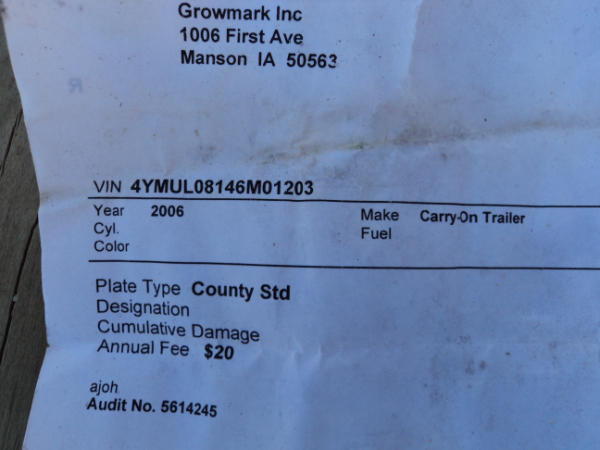 Growmark Inc
1006 First Ave
Manson IA 50563
VIN 4YMUL08146M01203
Year 2006 Make Carry-On Trailer
Cyl. Fuel
Color
Plate Type County Std
Designation
Cumulative Damage
Annual Fee $20
ajoh
Audit No. 5614245